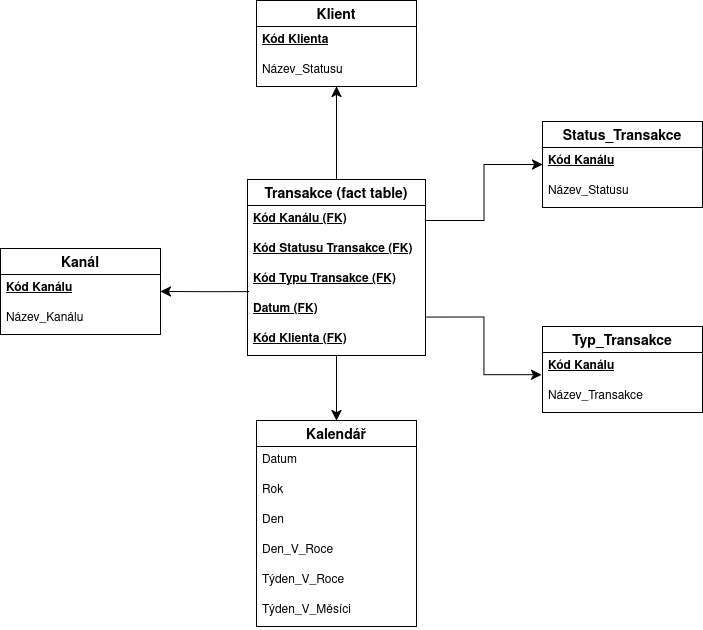 Klient
Kód Klienta
Název_Statusu
Status_Transakce
Kód Kanálu
Název_Statusu
Transakce (fact table)
Kód Kanálu (FK)
Kód Statusu Transakce (FK)
Kód Typu Transakce (FK)
Datum (FK)
Kód Klienta (FK)
Kanál
Kód Kanálu
Název_Kanálu
Typ_Transakce
Kód Kanálu
Název_Transakce
Kalendář
Datum
Rok
Den
Den_V_Roce
Týden_V_Roce
Týden_V_Měsíci